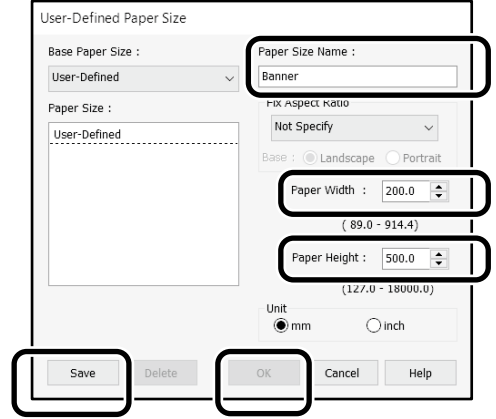 User-Defined Paper Size
Base Paper Size :
User-Defined
Paper Size :
User-Defined
Paper Size Name :
Banner
Fix Aspect Ratio
Not Specify
Base : Landscape Portrait
Paper Width : 200.0
( 89.0 - 914.4)
Paper Height : 500.0
(127.0 - 18000.0)
Unit
mm inch
Save Delete OK Cancel Help